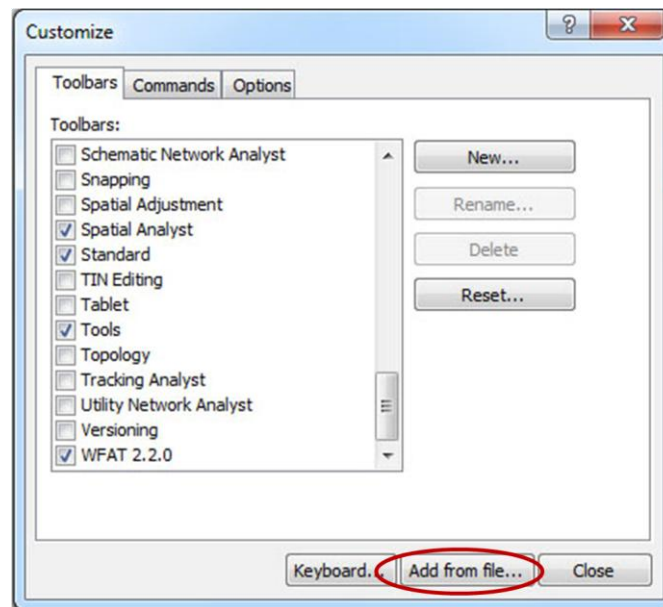 Customize
Toolbars Commands Options
Toolbars:
Schematic Network Analyst
Snapping
Spatial Adjustment
Spatial Analyst
Standard
TIN Editing
Tablet
Tools
Topology
Tracking Analyst
Utility Network Analyst
Versioning
WFAT 2.2.0
New...
Rename...
Delete
Reset...
Keyboard... Add from file... Close